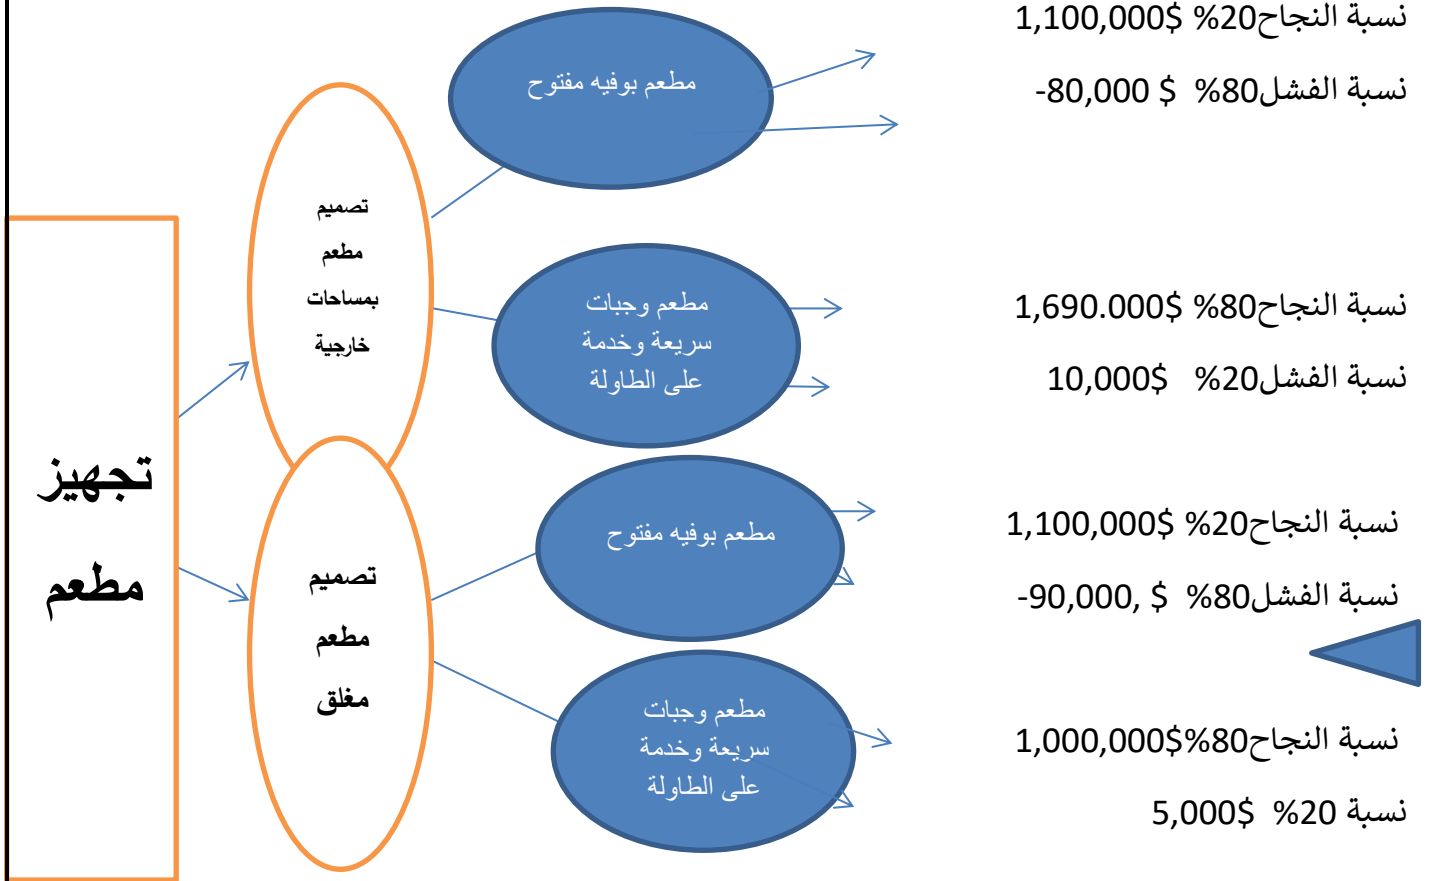 تجهيز
مطعم
تصميم
مطعم
بمساحات
خارجية
تصميم
مطعم
مغلق
مطعم بوفيه مفتوح
نسبة النجاح20% $1,100,000
نسبة الفشل80% $ 80,000-
مطعم وجبات
سريعة وخدمة
على الطاولة
نسبة النجاح80% $1,690.000
نسبة الفشل20% $10,000
مطعم بوفيه مفتوح
نسبة النجاح20% $1,100,000
نسبة الفشل80% $ ,90,000-
مطعم وجبات
سريعة وخدمة
على الطاولة
نسبة النجاح80%$1,000,000
نسبة 20% $5,000